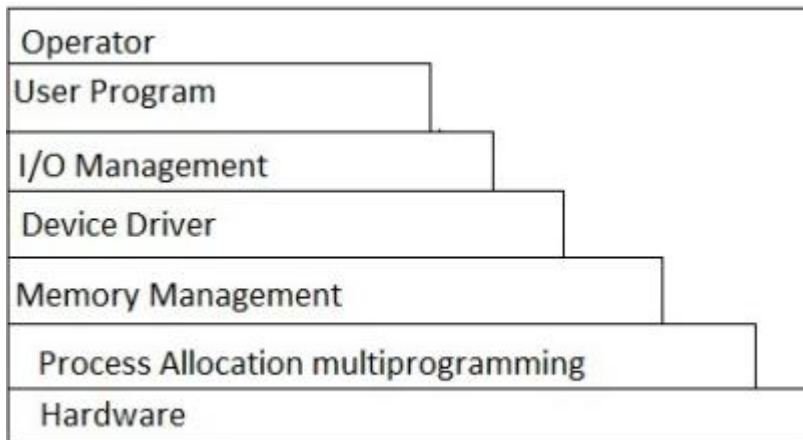 Operator
User Program
I/O Management
Device Driver
Memory Management
Process Allocation multiprogramming
Hardware